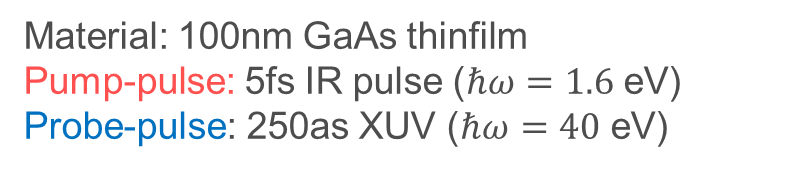 Material: 100nm GaAs thinfilm
Pump-pulse: 5fs IR pulse (ℏω = 1.6 eV)
Probe-pulse: 250as XUV (ℏω = 40 eV)